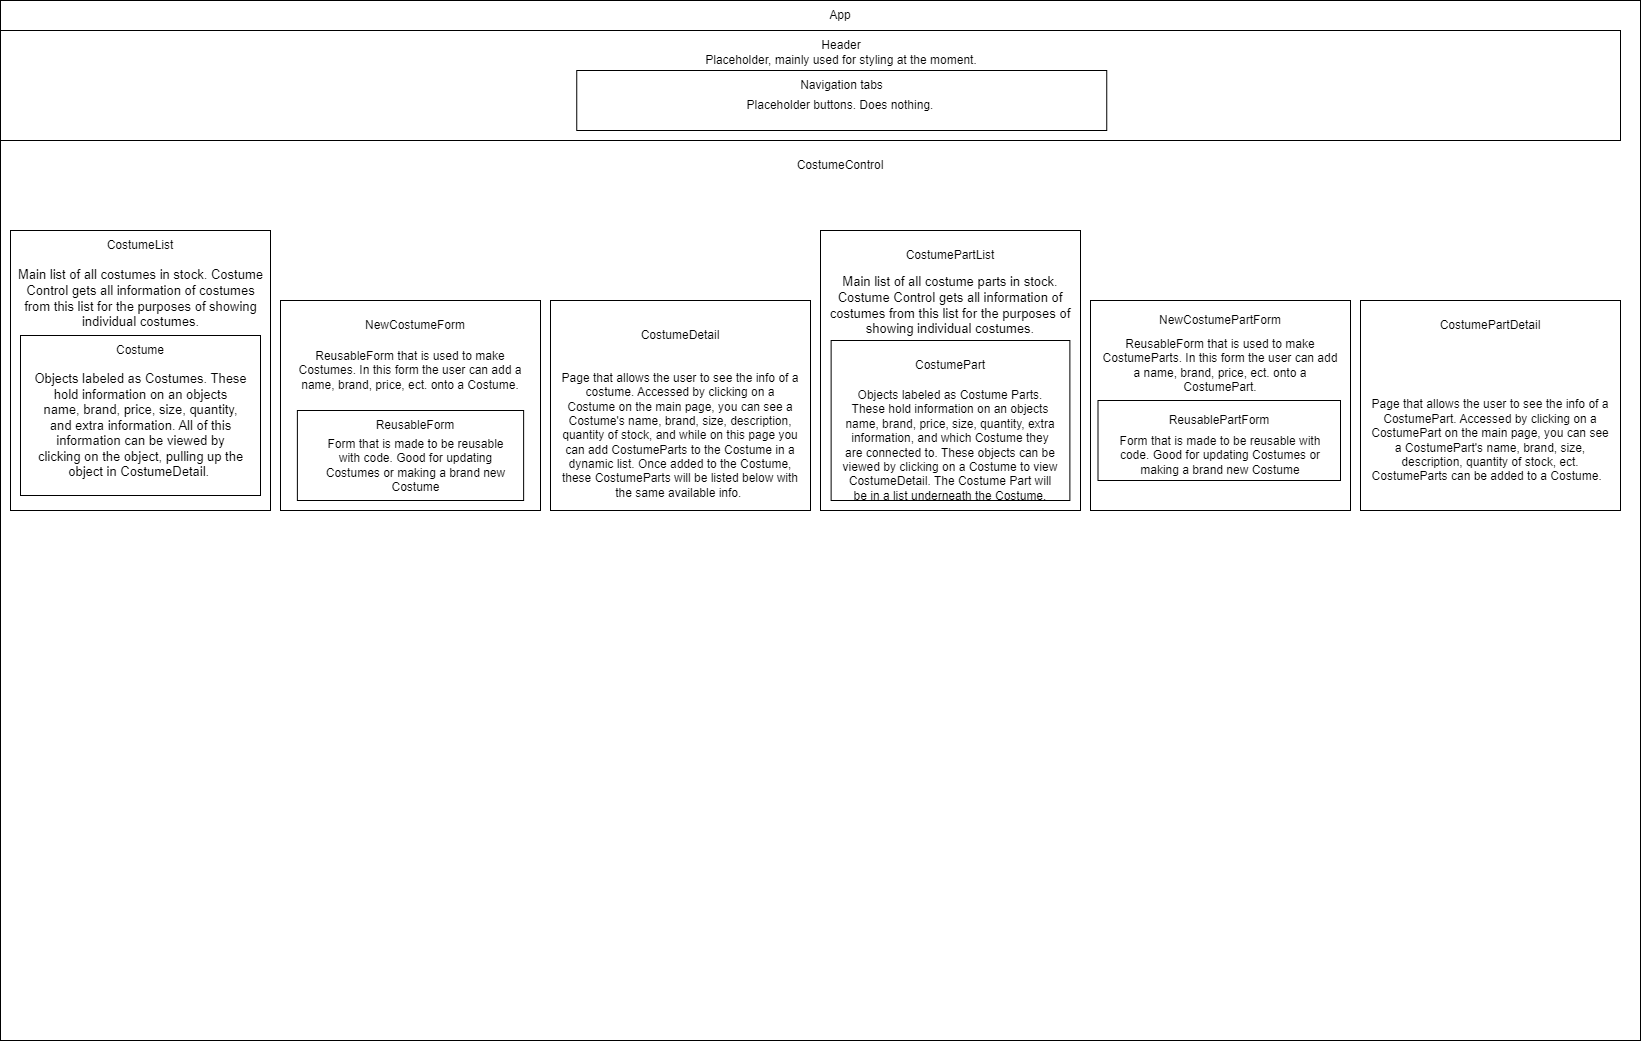 App
Header
Placeholder, mainly used for styling at the moment.
Navigation tabs
Placeholder buttons. Does nothing.
CostumeControl
CostumeList
Main list of all costumes in stock. Costume
Control gets all information of costumes
from this list for the purposes of showing
individual costumes.
Costume
Objects labeled as Costumes. These
hold information on an objects
name, brand, price, size, quantity,
and extra information. All of this
information can be viewed by
clicking on the object, pulling up the
object in CostumeDetail.
NewCostumeForm
ReusableForm that is used to make
Costumes. In this form the user can add a
name, brand, price, ect. onto a Costume.
ReusableForm
Form that is made to be reusable
with code. Good for updating
Costumes or making a brand new
Costume
CostumeDetail
Page that allows the user to see the info of a
costume. Accessed by clicking on a
Costume on the main page, you can see a
Costume's name, brand, size, description,
quantity of stock, and while on this page you
can add CostumeParts to the Costume in a
dynamic list. Once added to the Costume,
these CostumeParts will be listed below with
the same available info.
CostumePartList
Main list of all costume parts in stock.
Costume Control gets all information of
costumes from this list for the purposes of
showing individual costumes.
CostumePart
Objects labeled as Costume Parts.
These hold information on an objects
name, brand, price, size, quantity, extra
information, and which Costume they
are connected to. These objects can be
viewed by clicking on a Costume to view
CostumeDetail. The Costume Part will
be in a list underneath the Costume.
NewCostumePartForm
ReusableForm that is used to make
CostumeParts. In this form the user can add
a name, brand, price, ect. onto a
CostumePart.
ReusablePartForm
Form that is made to be reusable with
code. Good for updating Costumes or
making a brand new Costume
CostumePartDetail
Page that allows the user to see the info of a
CostumePart. Accessed by clicking on a
CostumePart on the main page, you can see
a CostumePart's name, brand, size,
description, quantity of stock, ect.
CostumeParts can be added to a Costume.